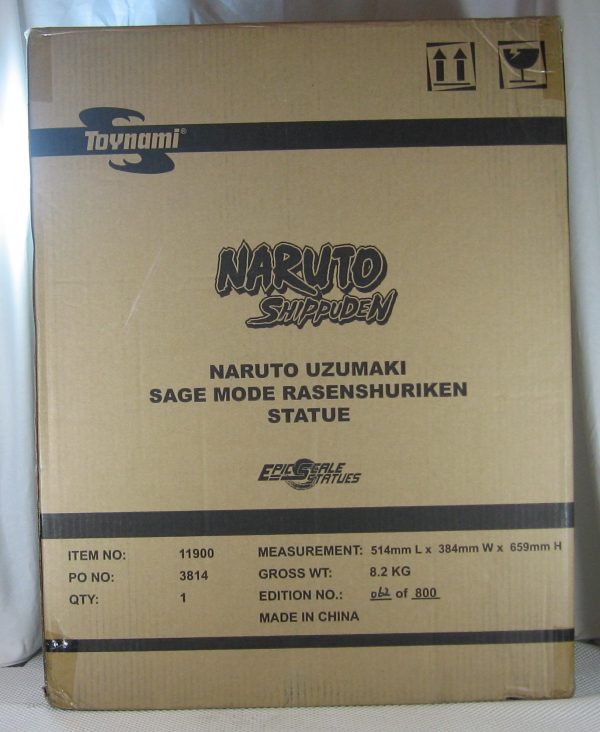 Toynami®
NARUTO
SHIPPUDEN
NARUTO UZUMAKI
SAGE MODE RASENSHURIKEN
STATUE
EPIC SCALE
STATUES
ITEM NO: 11900 MEASUREMENT: 514mm L x 384mm W x 659mm H
PO NO: 3814 GROSS WT: 8.2 KG
QTY: 1 EDITION NO.: 062 of 800
MADE IN CHINA